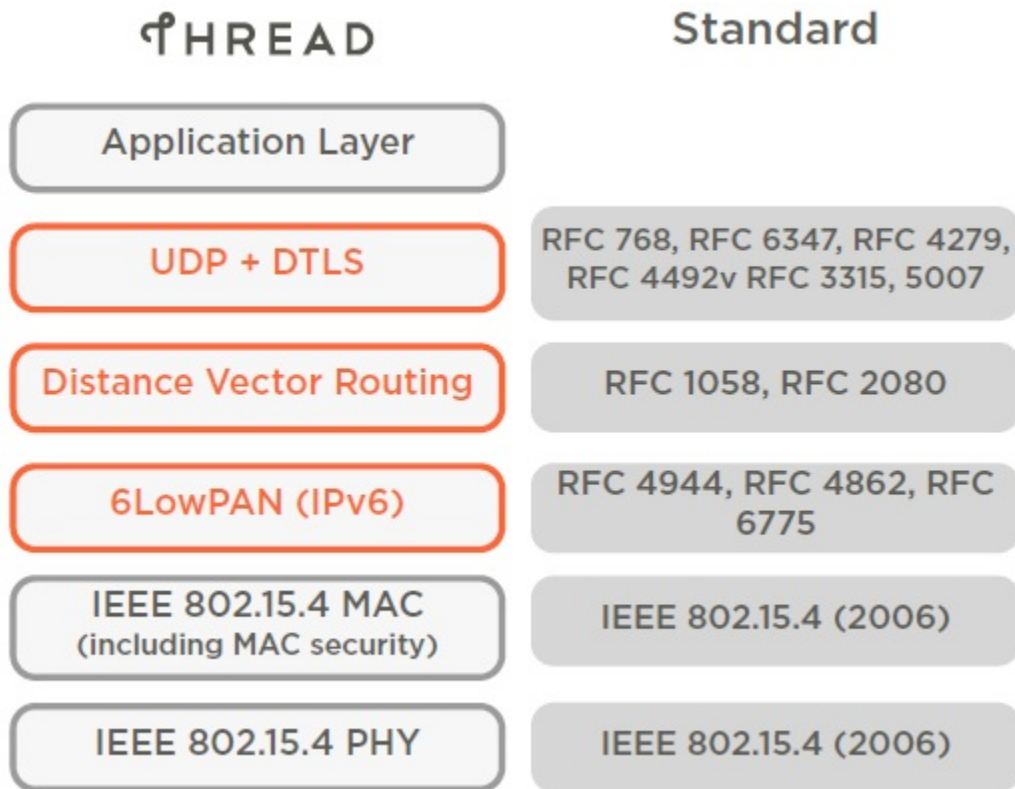 THREAD
Standard
Application Layer
UDP + DTLS
RFC 768, RFC 6347, RFC 4279,
RFC 4492v RFC 3315, 5007
Distance Vector Routing
RFC 1058, RFC 2080
6LowPAN (IPv6)
RFC 4944, RFC 4862, RFC
6775
IEEE 802.15.4 MAC
(including MAC security)
IEEE 802.15.4 (2006)
IEEE 802.15.4 PHY
IEEE 802.15.4 (2006)